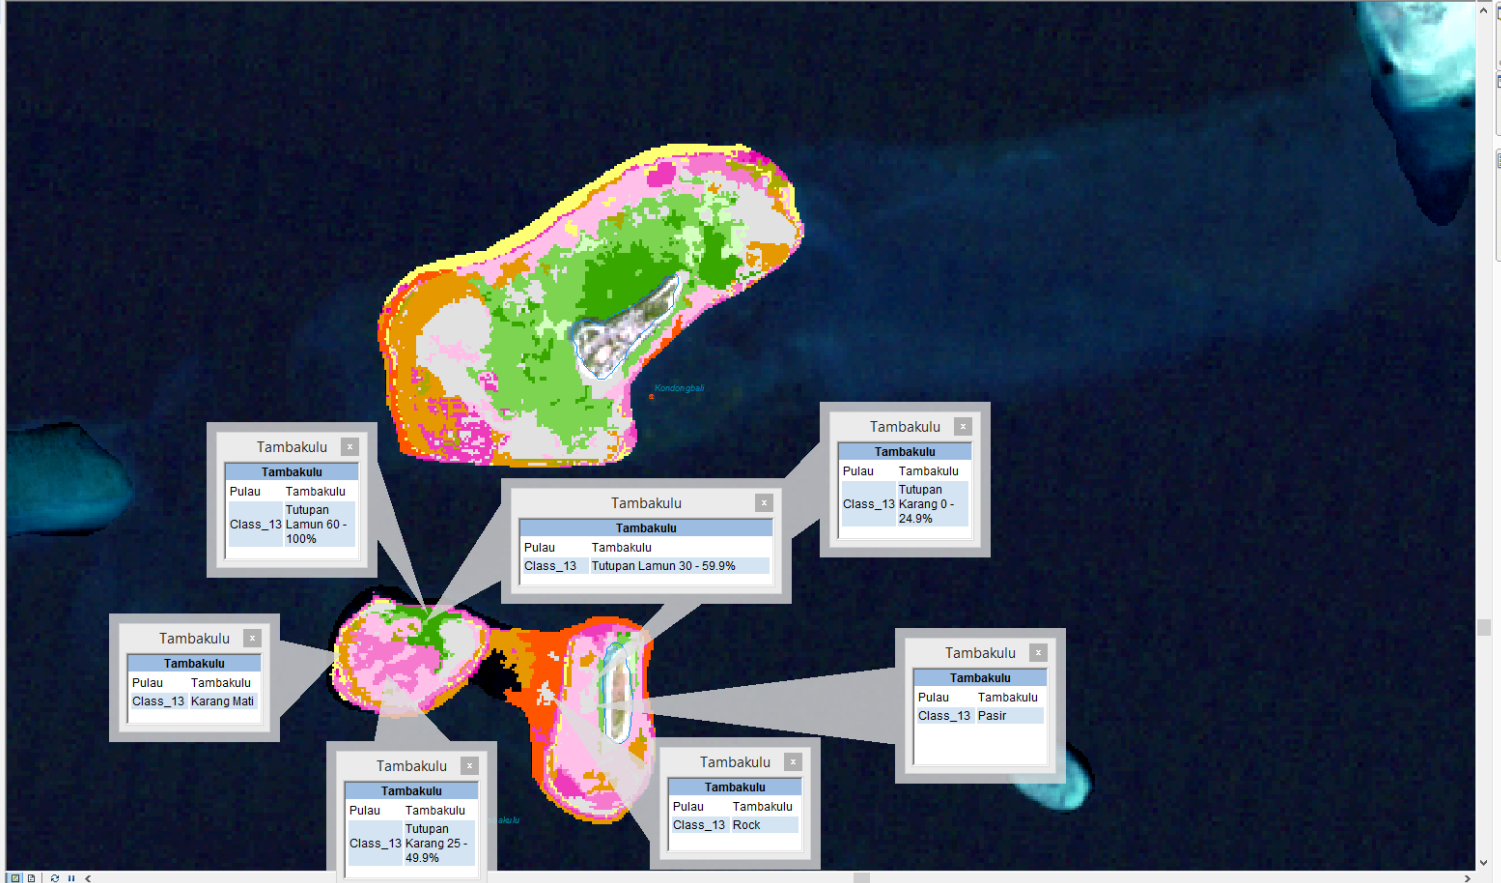 Kondongbali
Tambakulu
Tambakulu
Pulau Tambakulu
Class_13 Tutupan
Karang 0 -
24.9%
Tambakulu
Tambakulu
Pulau Tambakulu
Class_13 Tutupan
Lamun 60 -
100%
Tambakulu
Tambakulu
Pulau Tambakulu
Class_13 Tutupan Lamun 30 - 59.9%
Tambakulu
Tambakulu
Pulau Tambakulu
Class_13 Karang Mati
Tambakulu
Tambakulu
Pulau Tambakulu
Class_13 Pasir
Tambakulu
Tambakulu
Pulau Tambakulu
Class_13 Tutupan
Karang 25 -
49.9%
Tambakulu
Tambakulu
Pulau Tambakulu
Class_13 Rock
akulu